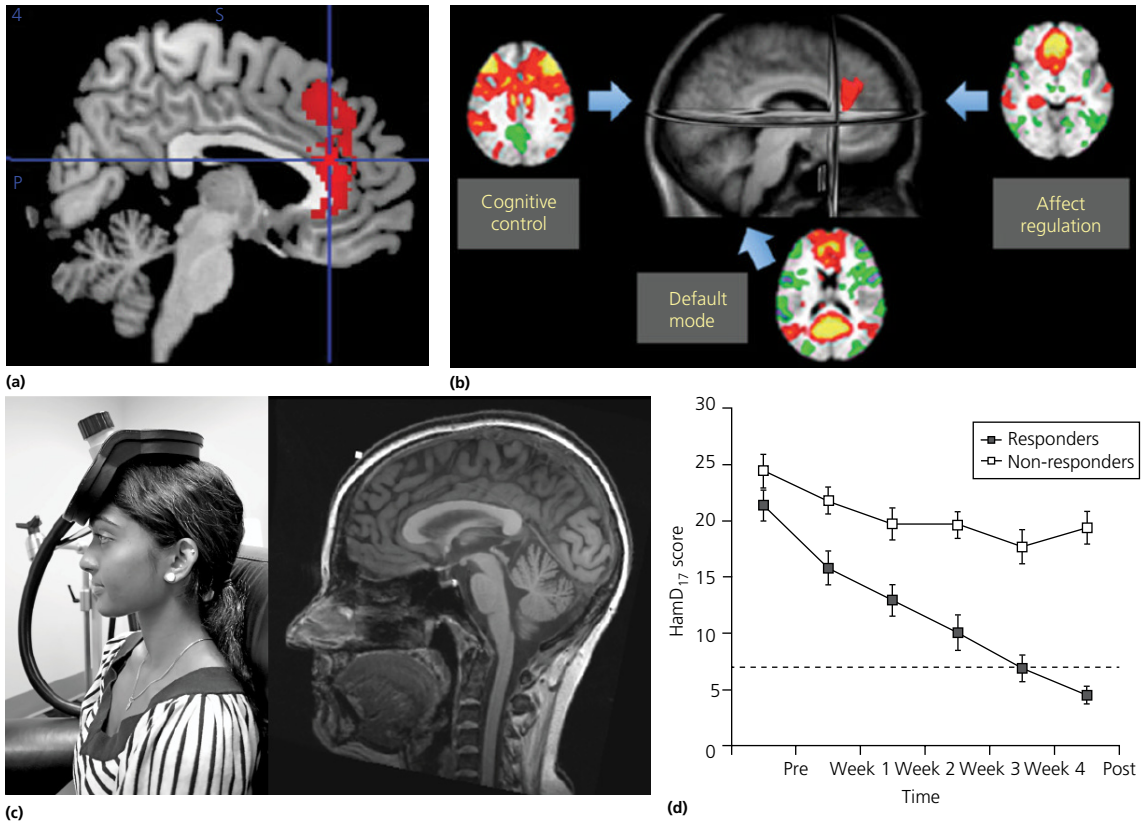 4
S
P
(a)
Cognitive
control
Affect
regulation
Default
mode
(b)
(c)
30
25
20
15
10
5
0
HamD17 score
Responders
Non-responders
Pre
Week 1
Week 2
Week 3
Week 4
Post
Time
(d)